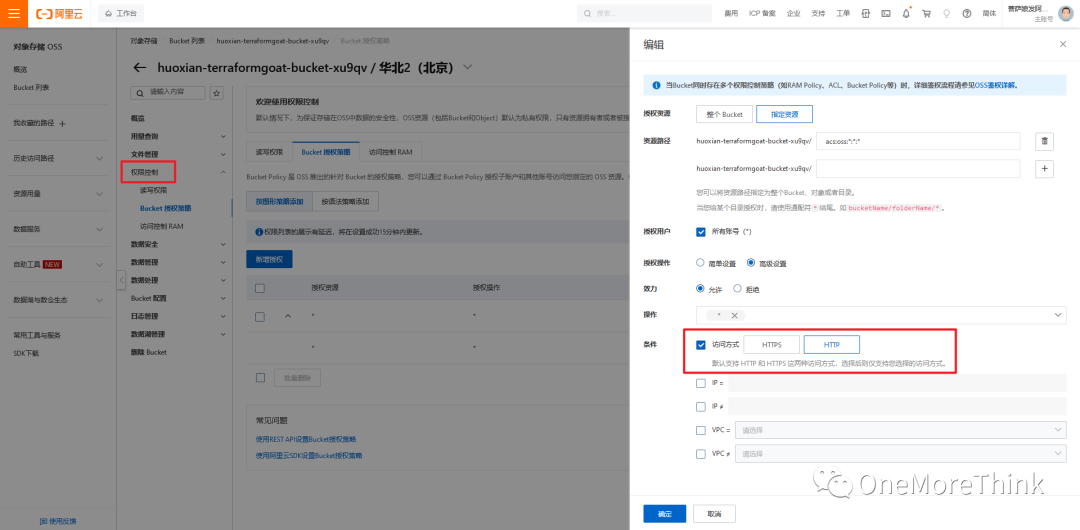 阿里云
工作台
搜索...
费用 ICP 备案 企业 支持 工单 简体
主账号
对象存储 OSS
概览
Bucket 列表
我收藏的路径
历史访问路径
资源用量
数据服务
自助工具 NEW
数据湖与数仓生态
常用工具与服务
SDK下载
使用反馈
对象存储 Bucket 列表 huoxian-terraformgoat-bucket-xu9qv Bucket 授权策略
huoxian-terraformgoat-bucket-xu9qv / 华北2（北京）
请输入内容
概览
用量查询
文件管理
权限控制
读写权限
Bucket 授权策略
访问控制 RAM
数据安全
数据管理
数据处理
Bucket 配置
日志管理
数据湖管理
删除 Bucket
欢迎使用权限控制
默认情况下，为保证存储在OSS中数据的安全性，OSS资源（包括Bucket和Object）默认为私有权限，只有资源拥有者或者被授
读写权限 Bucket 授权策略 访问控制 RAM
Bucket Policy 是 OSS 推出的针对 Bucket 的授权策略，您可以通过 Bucket Policy 授权子账户和其他账号访问您指定的 OSS 资源。
按图形策略添加 按语法策略添加
权限列表的展示有延迟，将在设置成功15分钟内更新。
新增授权
授权资源 授权操作
* *
* *
批量删除
常见问题
使用REST API设置Bucket授权策略
使用阿里云SDK设置Bucket授权策略
编辑
当Bucket同时存在多个权限控制策略（如RAM Policy、ACL、Bucket Policy等）时，详细鉴权流程请参见OSS鉴权详解。
授权资源 整个 Bucket 指定资源
资源路径 huoxian-terraformgoat-bucket-xu9qv/ acs:oss:*:*:*
huoxian-terraformgoat-bucket-xu9qv/
您可以将资源路径指定为整个Bucket、对象或者目录。
当您给某个目录授权时，请使用通配符 * 结尾。如 bucketName/folderName/* 。
授权用户 所有账号（*）
授权操作 简单设置 高级设置
效力 允许 拒绝
操作 *
条件 访问方式 HTTPS HTTP
默认支持 HTTP 和 HTTPS 这两种访问方式，选择后则仅支持您选择的访问方式。
IP =
IP ≠
VPC = 请选择
VPC ≠ 请选择
确定 取消
OneMoreThink